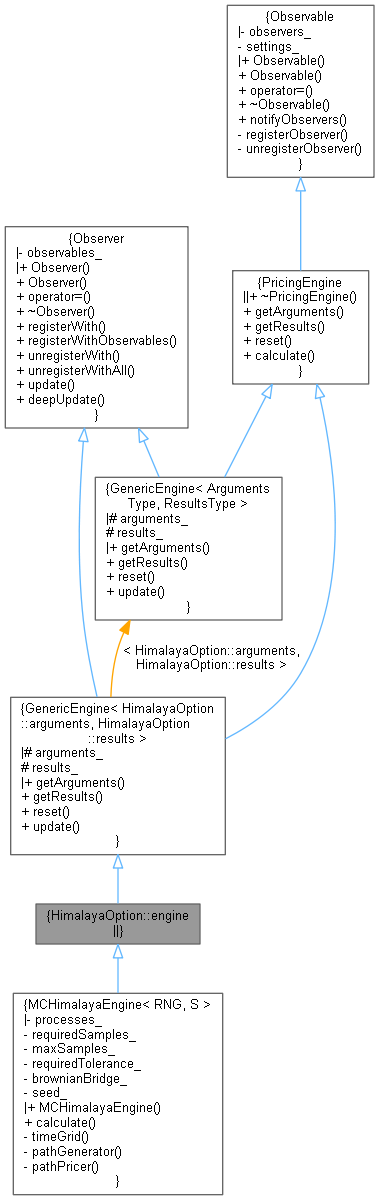 {Observable
|- observers_
- settings_
|+ Observable()
+ Observable()
+ operator=()
+ ~Observable()
+ notifyObservers()
- registerObserver()
- unregisterObserver()
}
{Observer
|- observables_
|+ Observer()
+ Observer()
+ operator=()
+ ~Observer()
+ registerWith()
+ registerWithObservables()
+ unregisterWith()
+ unregisterWithAll()
+ update()
+ deepUpdate()
}
{PricingEngine
||+ ~PricingEngine()
+ getArguments()
+ getResults()
+ reset()
+ calculate()
}
{GenericEngine< Arguments
Type, ResultsType >
|# arguments_
# results_
|+ getArguments()
+ getResults()
+ reset()
+ update()
}
< HimalayaOption::arguments,
HimalayaOption::results >
{GenericEngine< HimalayaOption
::arguments, HimalayaOption
::results >
|# arguments_
# results_
|+ getArguments()
+ getResults()
+ reset()
+ update()
}
{HimalayaOption::engine
||}
{MCHimalayaEngine< RNG, S >
|- processes_
- requiredSamples_
- maxSamples_
- requiredTolerance_
- brownianBridge_
- seed_
|+ MCHimalayaEngine()
+ calculate()
- timeGrid()
- pathGenerator()
- pathPricer()
}